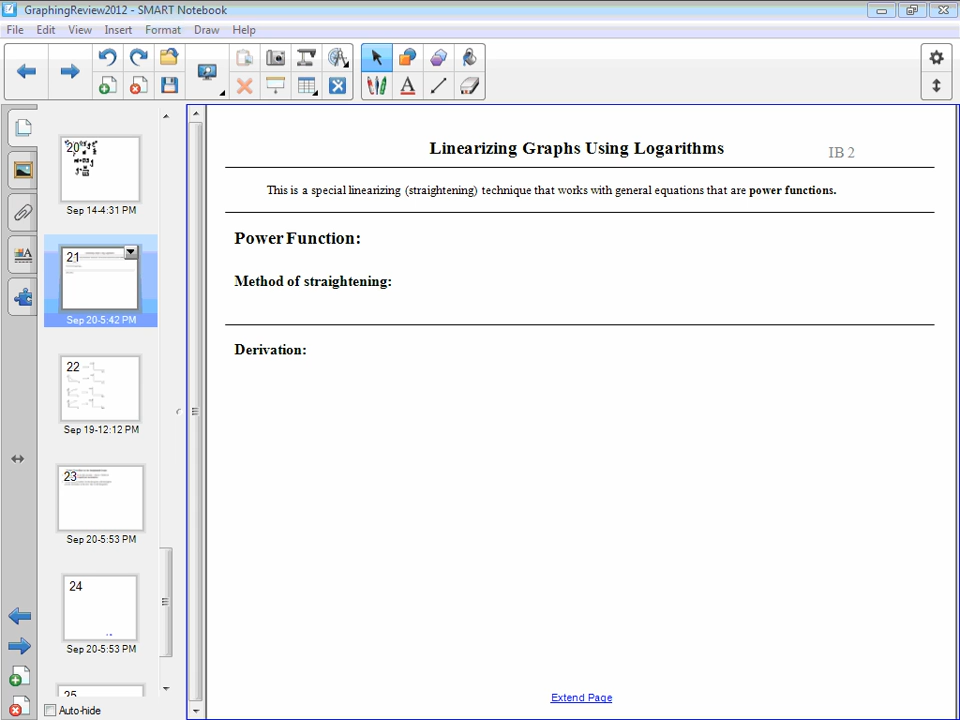 GraphingReview2012 - SMART Notebook
File Edit View Insert Format Draw Help
20
Sep 14-4:31 PM
21
Sep 20-5:42 PM
22
Sep 19-12:12 PM
23
Sep 20-5:53 PM
24
Sep 20-5:53 PM
25
Auto-hide
Linearizing Graphs Using Logarithms
IB 2
This is a special linearizing (straightening) technique that works with general equations that are power functions.
Power Function:
Method of straightening:
Derivation:
Extend Page